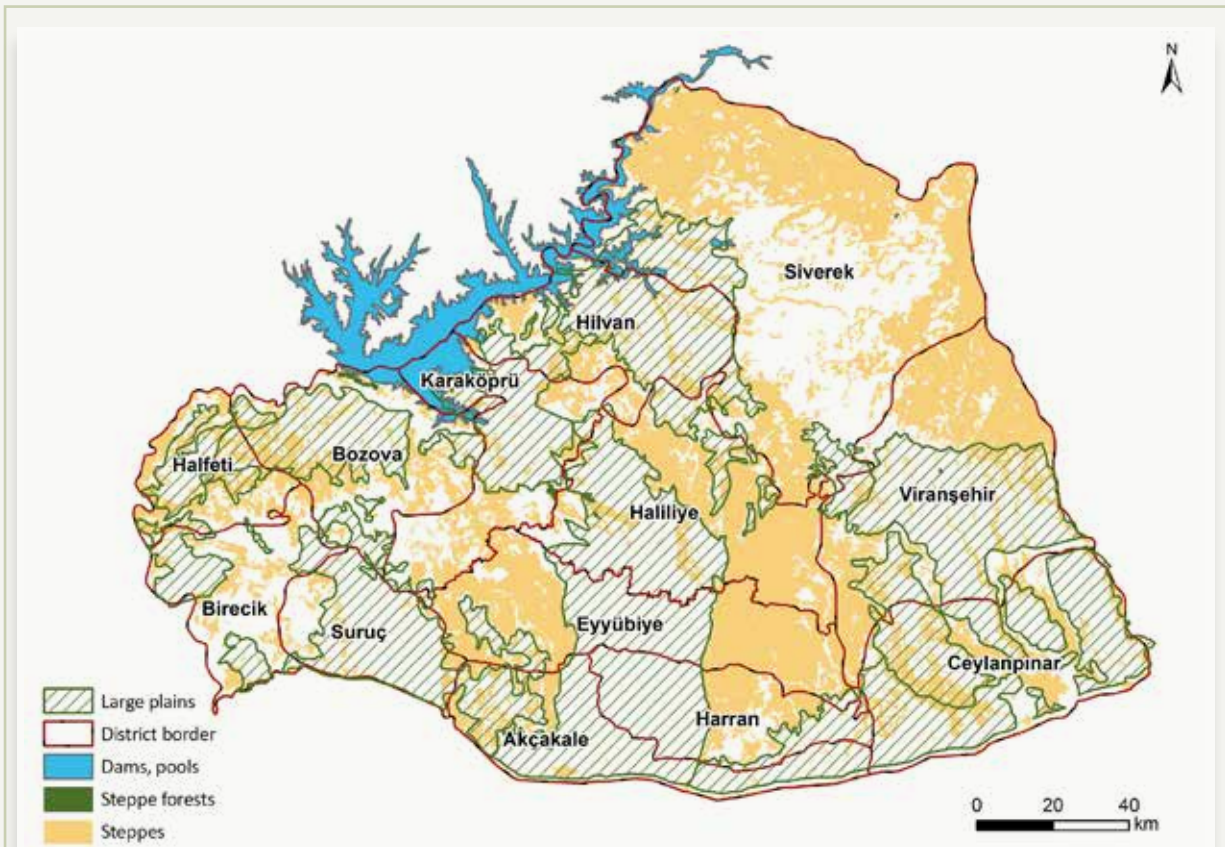 N
Siverek
Hilvan
Karaköprü
Bozova
Halfeti
Viranşehir
Haliliye
Birecik
Suruç
Eyyübiye
Ceylanpınar
Harran
Akçakale
Large plains
District border
Dams, pools
Steppe forests
Steppes
0 20 40
km